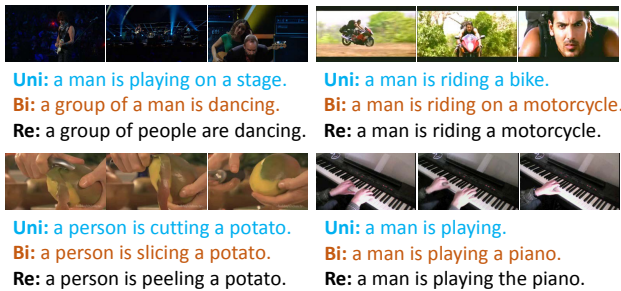 Uni: a man is playing on a stage.
Bi: a group of a man is dancing.
Re: a group of people are dancing.
Uni: a man is riding a bike.
Bi: a man is riding on a motorcycle.
Re: a man is riding a motorcycle.
Uni: a person is cutting a potato.
Bi: a person is slicing a potato.
Re: a person is peeling a potato.
Uni: a man is playing.
Bi: a man is playing a piano.
Re: a man is playing the piano.